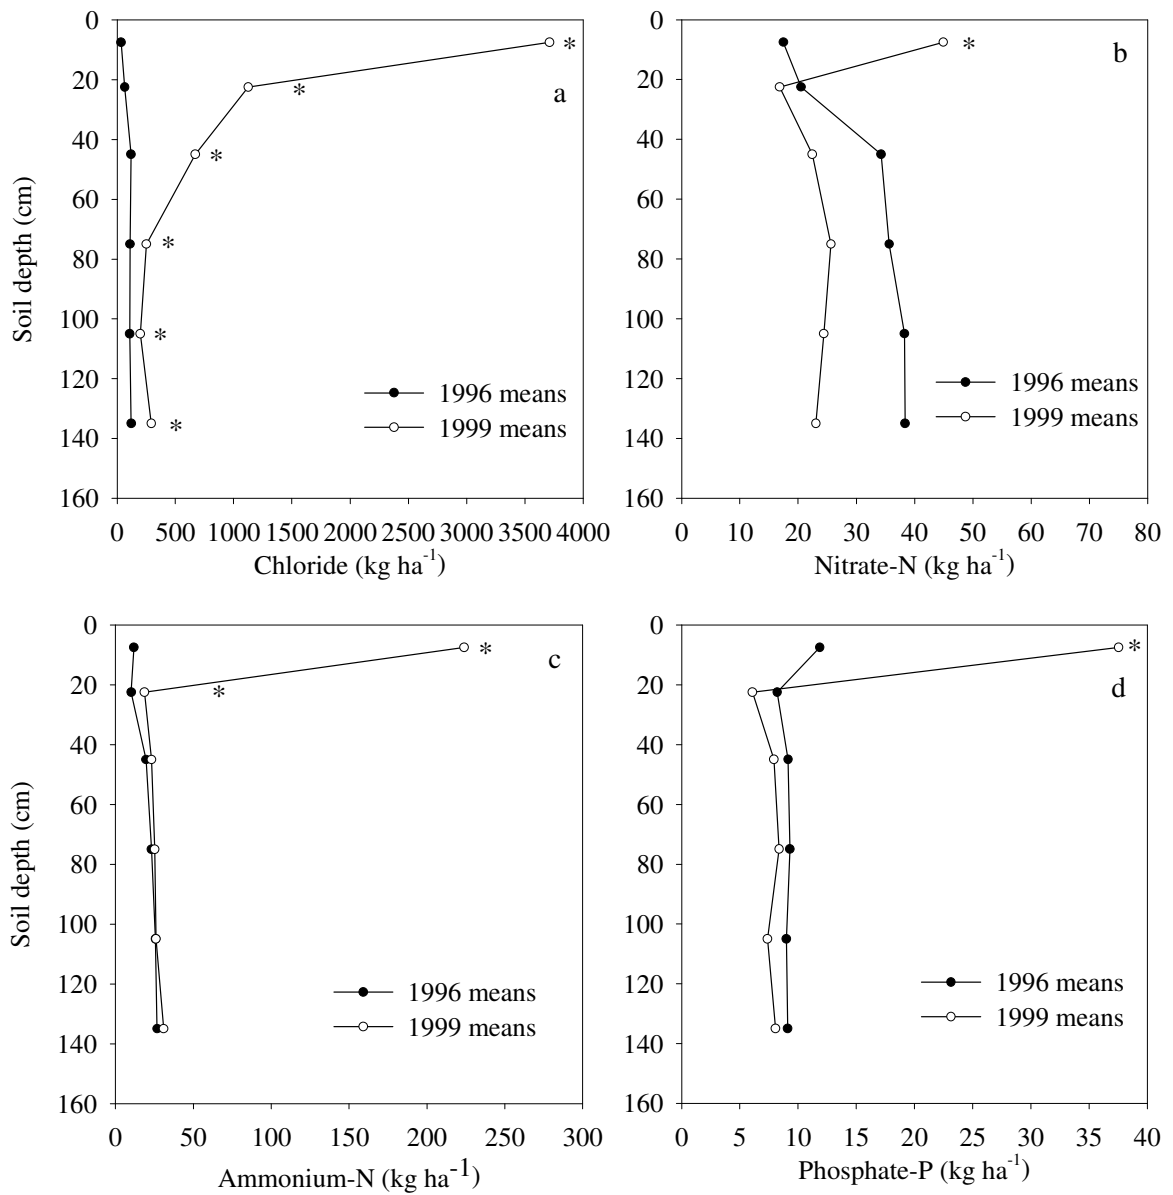 0
20
40
60
80
100
120
140
160
Soil depth (cm)
*
*
*
*
*
*
a
1996 means
1999 means
0 500 1000 1500 2000 2500 3000 3500 4000
Chloride (kg ha⁻¹)
0
20
40
60
80
100
120
140
160
*
b
1996 means
1999 means
0 10 20 30 40 50 60 70 80
Nitrate-N (kg ha⁻¹)
0
20
40
60
80
100
120
140
160
Soil depth (cm)
*
*
c
1996 means
1999 means
0 50 100 150 200 250 300
Ammonium-N (kg ha⁻¹)
0
20
40
60
80
100
120
140
160
*
d
1996 means
1999 means
0 5 10 15 20 25 30 35 40
Phosphate-P (kg ha⁻¹)